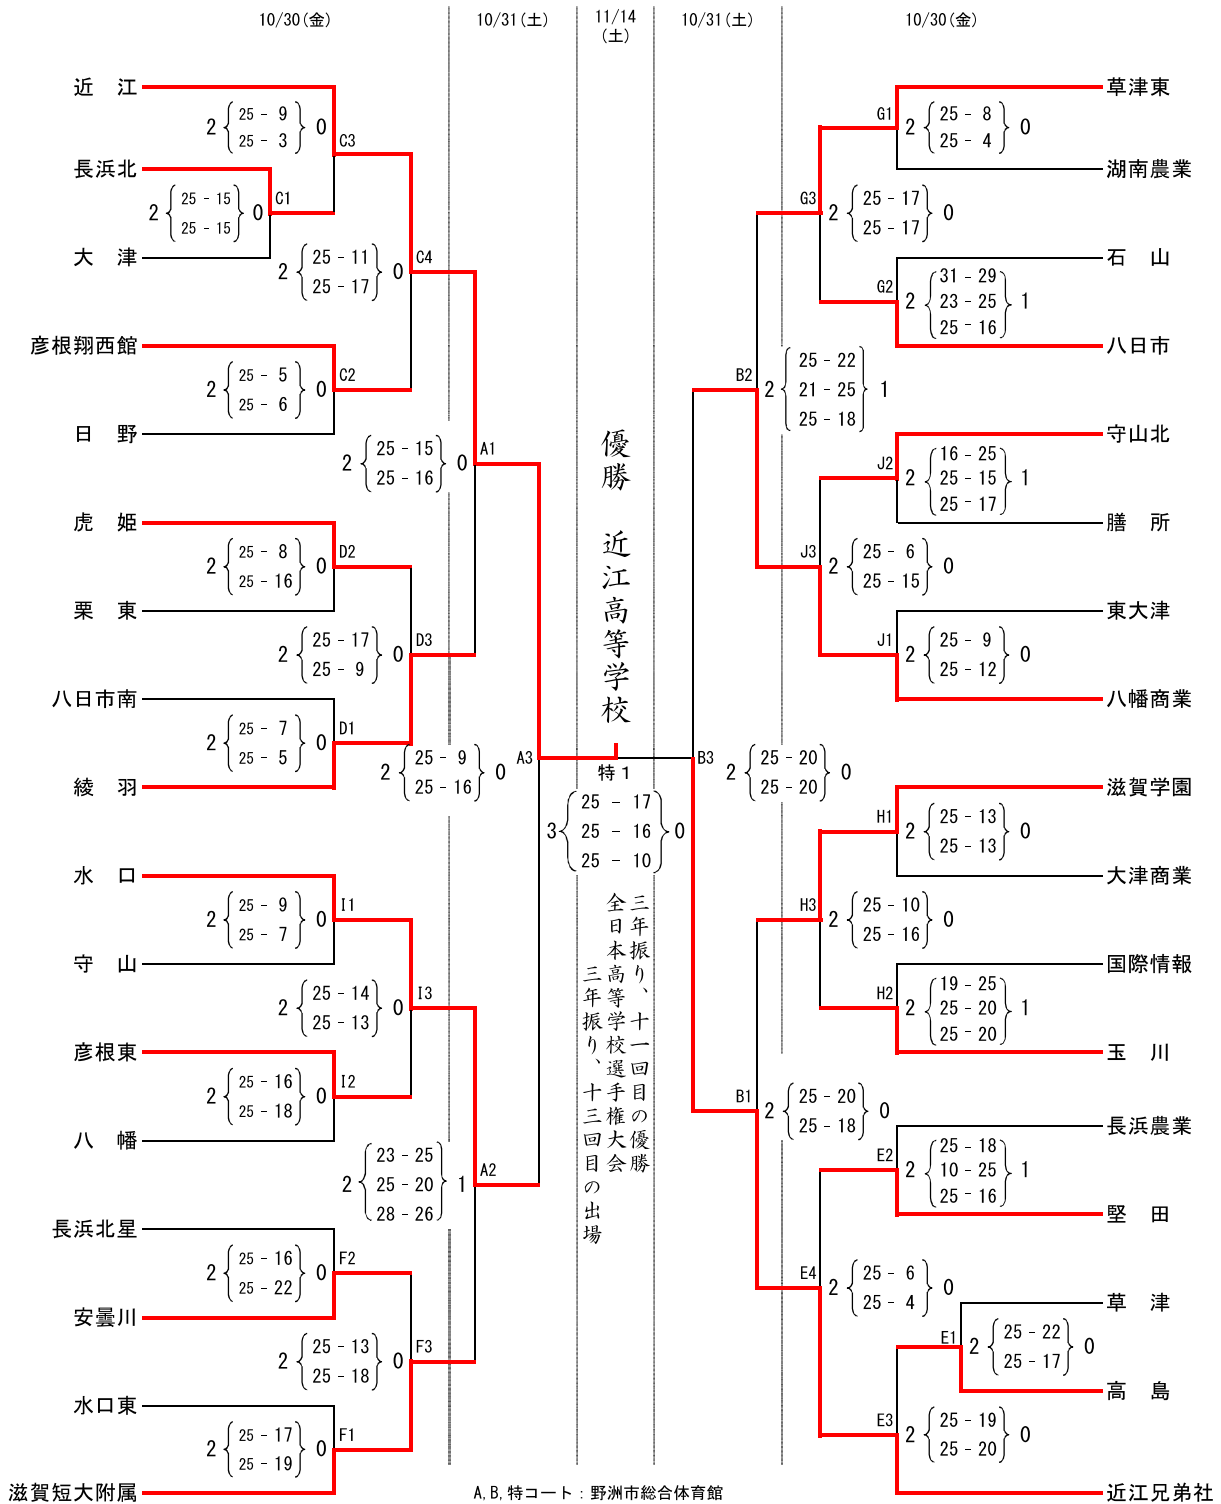 10/30(金)
10/31(土)
11/14
(土)
10/31(土)
10/30(金)
近　江
2 25 - 9 0
25 - 3
C3
長浜北
2 25 - 15 0
25 - 15
C1
大　津
2 25 - 11 0
25 - 17
C4
彦根翔西館
2 25 - 5 0
25 - 6
C2
日　野
2 25 - 15 0
25 - 16
A1
虎　姫
2 25 - 8 0
25 - 16
D2
栗　東
2 25 - 17 0
25 - 9
D3
八日市南
2 25 - 7 0
25 - 5
D1
綾　羽
2 25 - 9 0
25 - 16
A3
水　口
2 25 - 9 0
25 - 7
I1
守　山
2 25 - 14 0
25 - 13
I3
彦根東
2 25 - 16 0
25 - 18
I2
八　幡
2 23 - 25 1
25 - 20
28 - 26
A2
長浜北星
2 25 - 16 0
25 - 22
F2
安曇川
2 25 - 13 0
25 - 18
F3
水口東
2 25 - 17 0
25 - 19
F1
滋賀短大附属
優勝　近江高等学校
特1
3 25 - 17 0
25 - 16
25 - 10
三年振り、十一回目の優勝
全日本高等学校選手権大会
三年振り、十三回目の出場
草津東
G1
2 25 - 8 0
25 - 4
湖南農業
G3
2 25 - 17 0
25 - 17
石　山
G2
2 31 - 29 1
23 - 25
25 - 16
八日市
B2
2 25 - 22 1
21 - 25
25 - 18
守山北
J2
2 16 - 25 1
25 - 15
25 - 17
膳　所
J3
2 25 - 6 0
25 - 15
東大津
J1
2 25 - 9 0
25 - 12
八幡商業
B3
2 25 - 20 0
25 - 20
滋賀学園
H1
2 25 - 13 0
25 - 13
大津商業
H3
2 25 - 10 0
25 - 16
国際情報
H2
2 19 - 25 1
25 - 20
25 - 20
玉　川
B1
2 25 - 20 0
25 - 18
長浜農業
E2
2 25 - 18 1
10 - 25
25 - 16
堅　田
E4
2 25 - 6 0
25 - 4
草　津
E1
2 25 - 22 0
25 - 17
高　島
E3
2 25 - 19 0
25 - 20
近江兄弟社
A,B,特コート：野洲市総合体育館